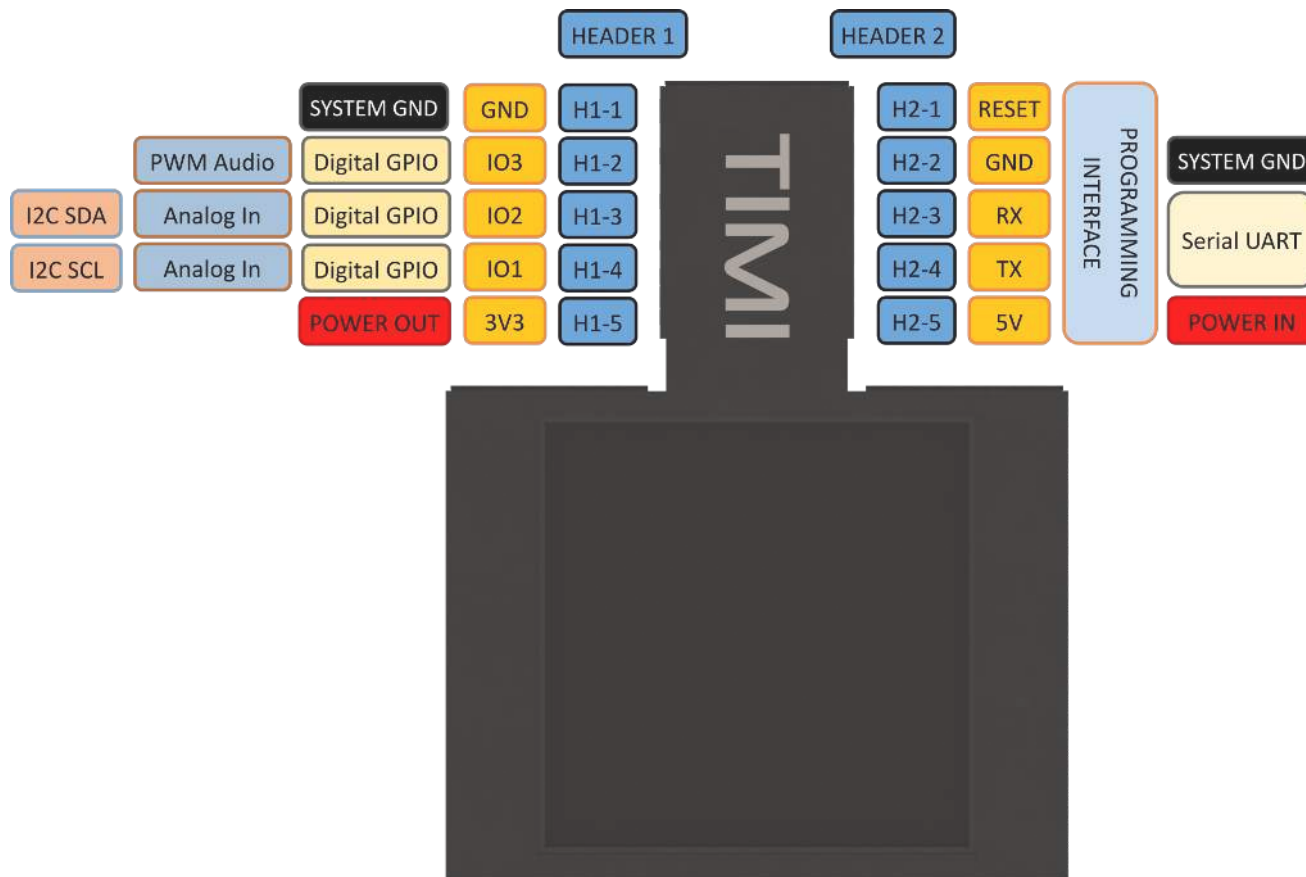 HEADER 1 HEADER 2
SYSTEM GND GND H1-1 H2-1 RESET
PWM Audio Digital GPIO IO3 H1-2 H2-2 GND SYSTEM GND
I2C SDA Analog In Digital GPIO IO2 H1-3 H2-3 RX
Serial UART
I2C SCL Analog In Digital GPIO IO1 H1-4 H2-4 TX
POWER OUT 3V3 H1-5 H2-5 5V POWER IN
PROGRAMMING
INTERFACE
TIMI